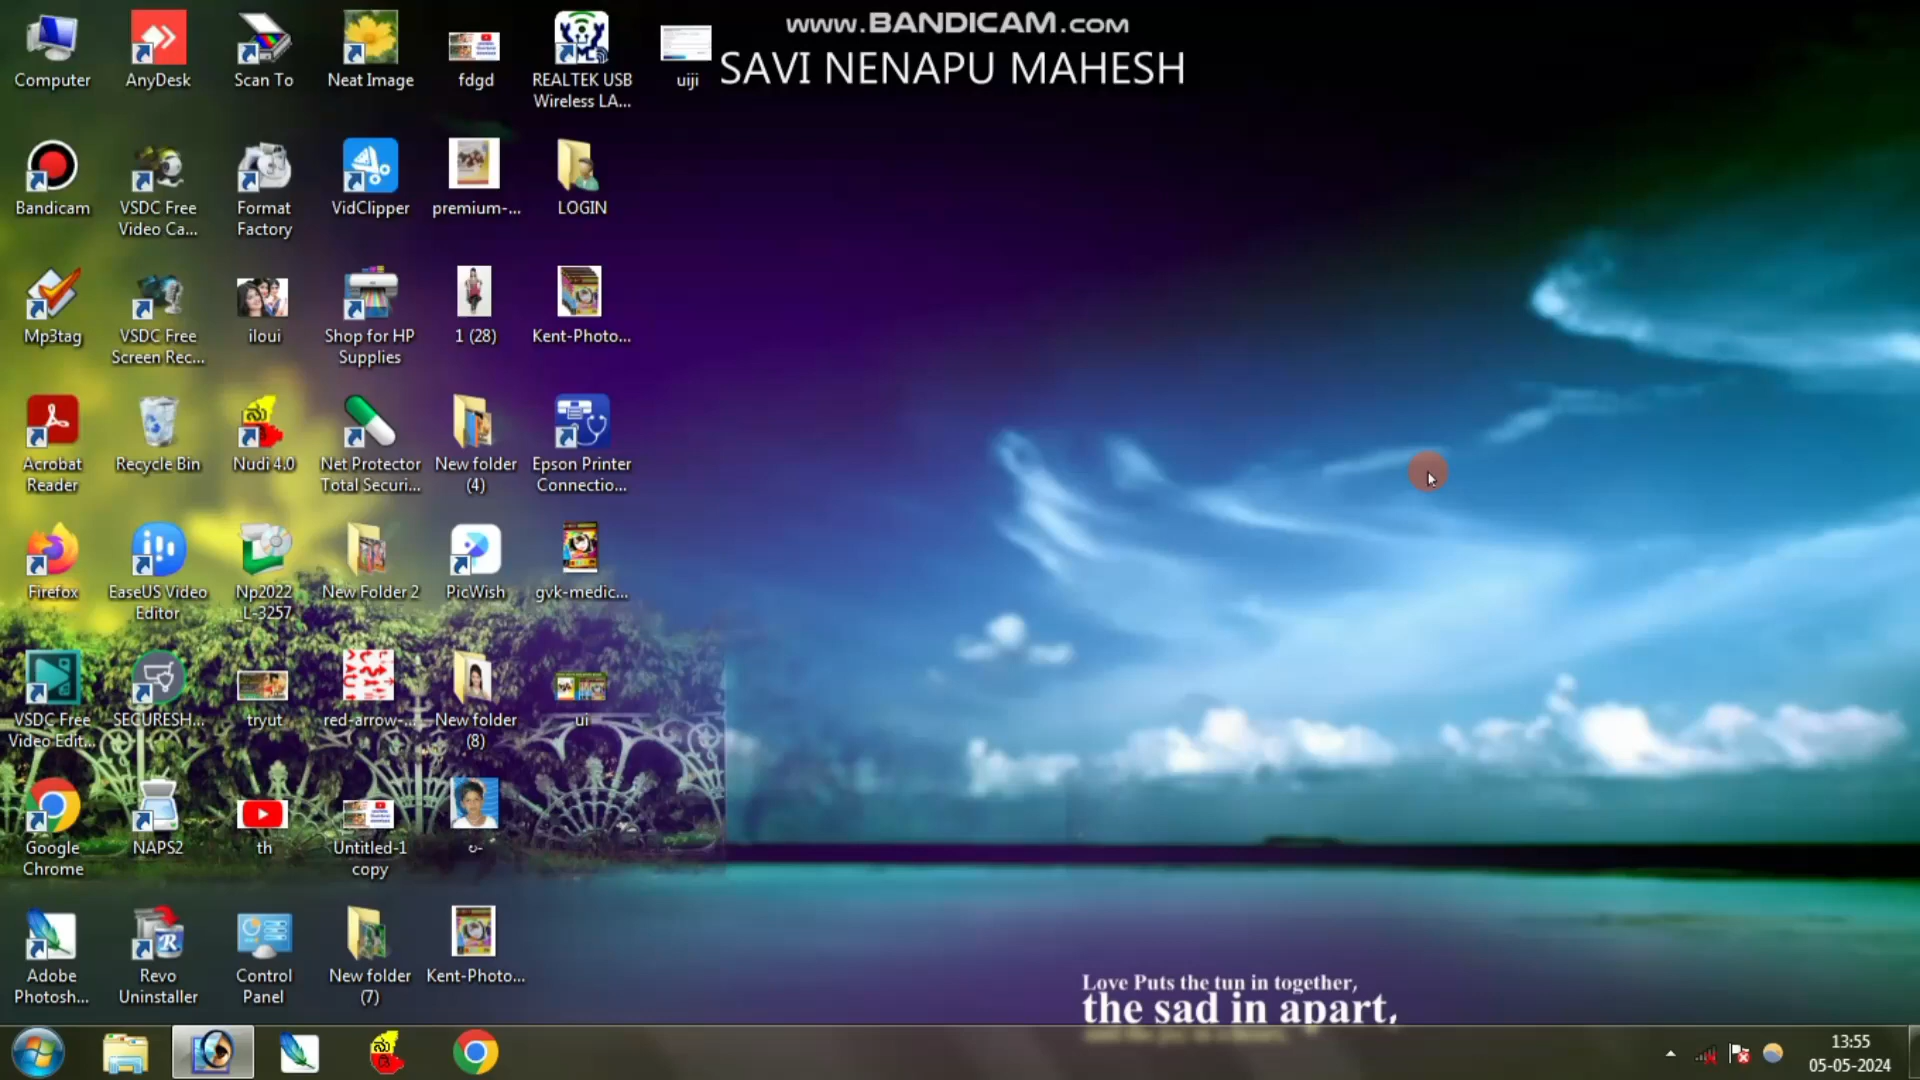 www.BANDICAM.com
SAVI NENAPU MAHESH
Computer
AnyDesk
Scan To
Neat Image
fdgd
REALTEK USB
Wireless LA...
uiji
Bandicam
VSDC Free
Video Ca...
Format
Factory
VidClipper
premium-...
LOGIN
Mp3tag
VSDC Free
Screen Rec...
iloui
Shop for HP
Supplies
1 (28)
Kent-Photo...
Acrobat
Reader
Recycle Bin
ನು
Nudi 4.0
Net Protector
Total Securi...
New folder
(4)
Epson Printer
Connectio...
Firefox
EaseUS Video
Editor
Np2022
_L-3257
New Folder 2
PicWish
gvk-medic...
VSDC Free
Video Edit...
SECURESH...
tryut
red-arrow-...
New folder
(8)
ui
Google
Chrome
NAPS2
th
Untitled-1
copy
Adobe
Photosh...
Revo
Uninstaller
Control
Panel
New folder
(7)
Kent-Photo...
Love Puts the tun in together,
the sad in apart,
13:55
05-05-2024